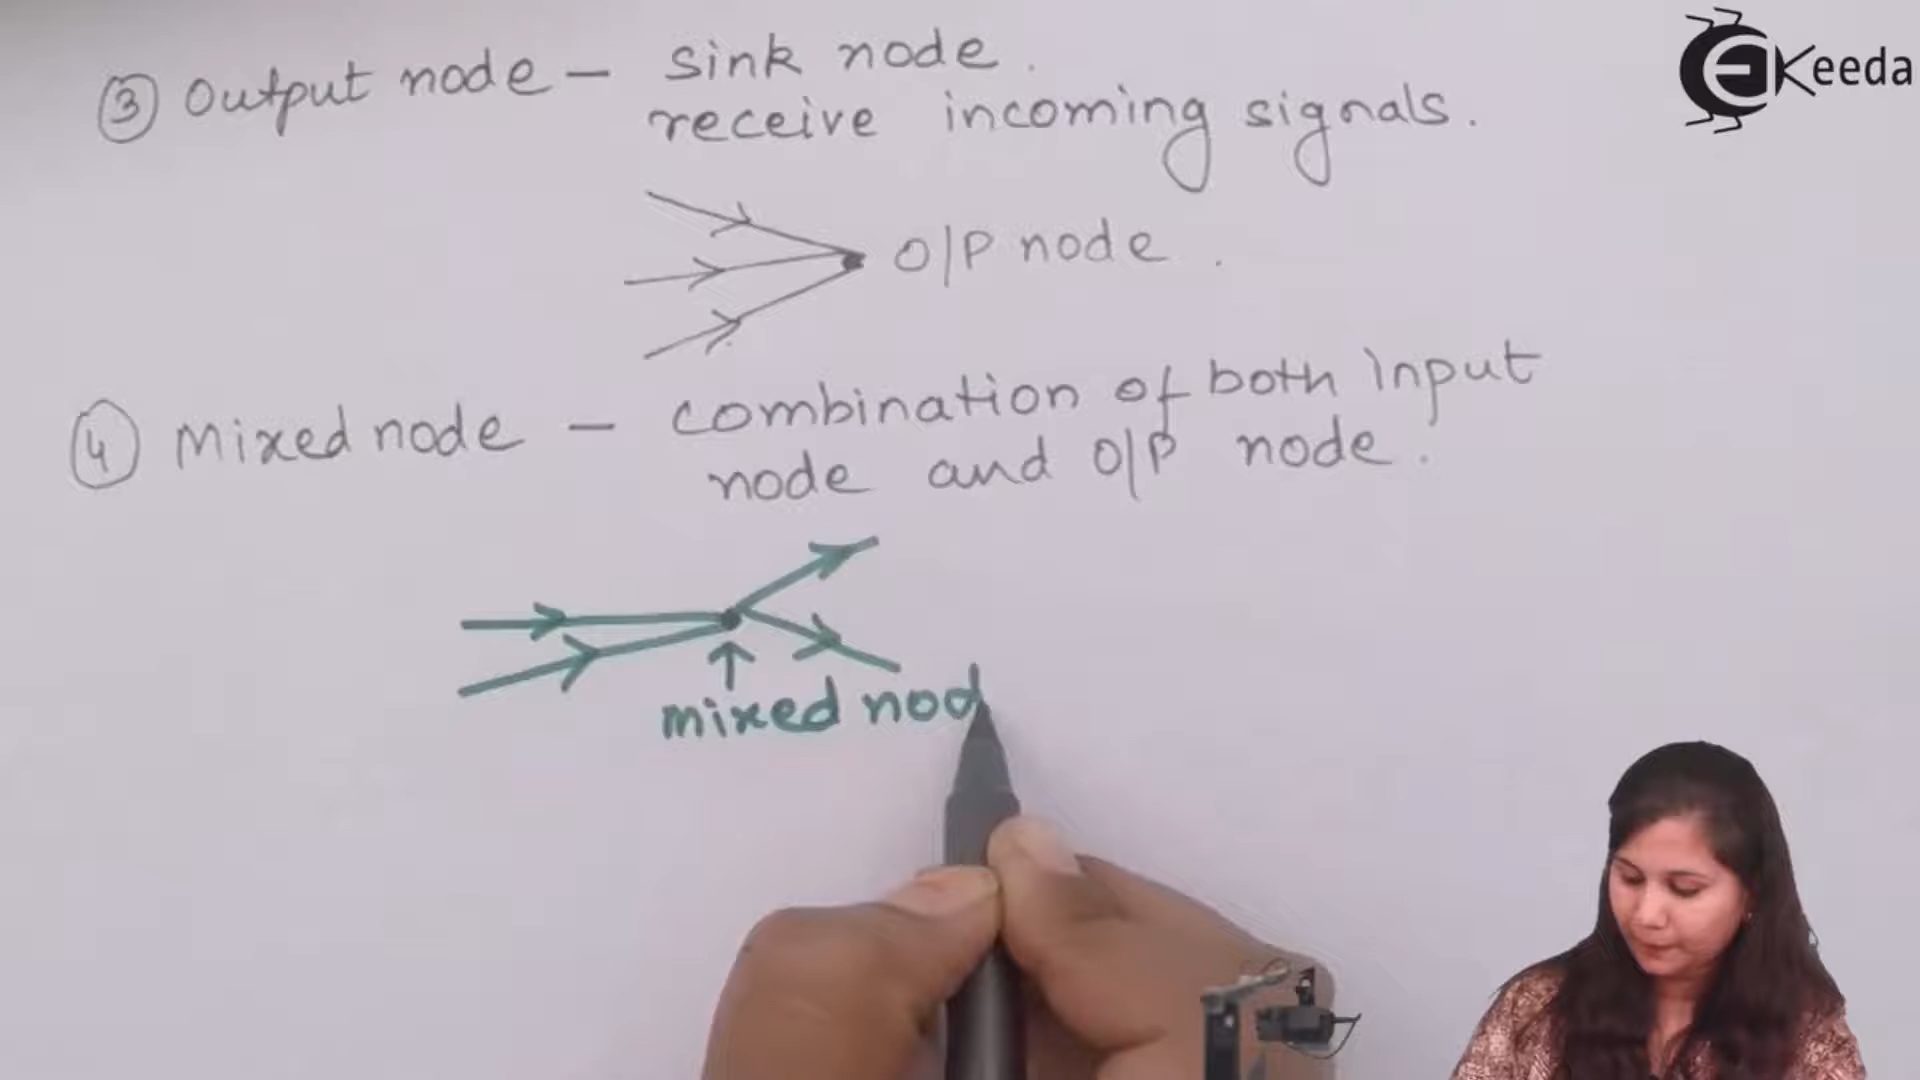 ③ Output node - sink node.
receive incoming signals.
O/P node.
④ Mixed node - combination of both input
node and O/P node.
mixed nod
EKeeda